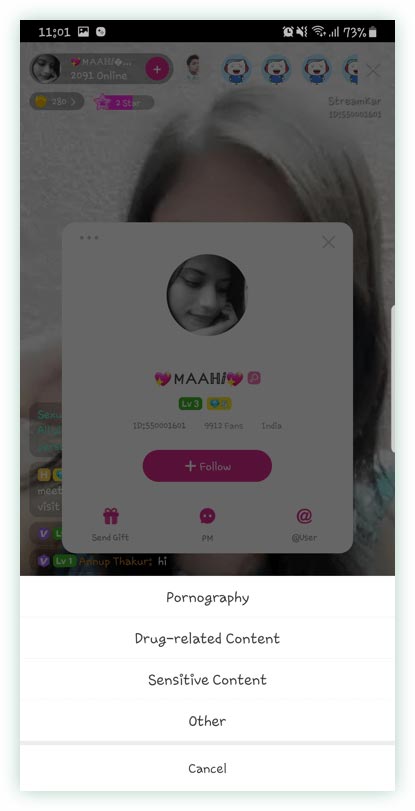 11:01
73%
💖MAAHi�...
2091 Online
280 >
2 Star
StreamKar
ID:550001601
💖MAAHi💖
Lv 3
ID:550001601 9912 Fans India
+ Follow
Send Gift PM @User
Sexu
H
meet
visit
V L
V Lv 1 Annup Thakur: hi
Pornography
Drug-related Content
Sensitive Content
Other
Cancel